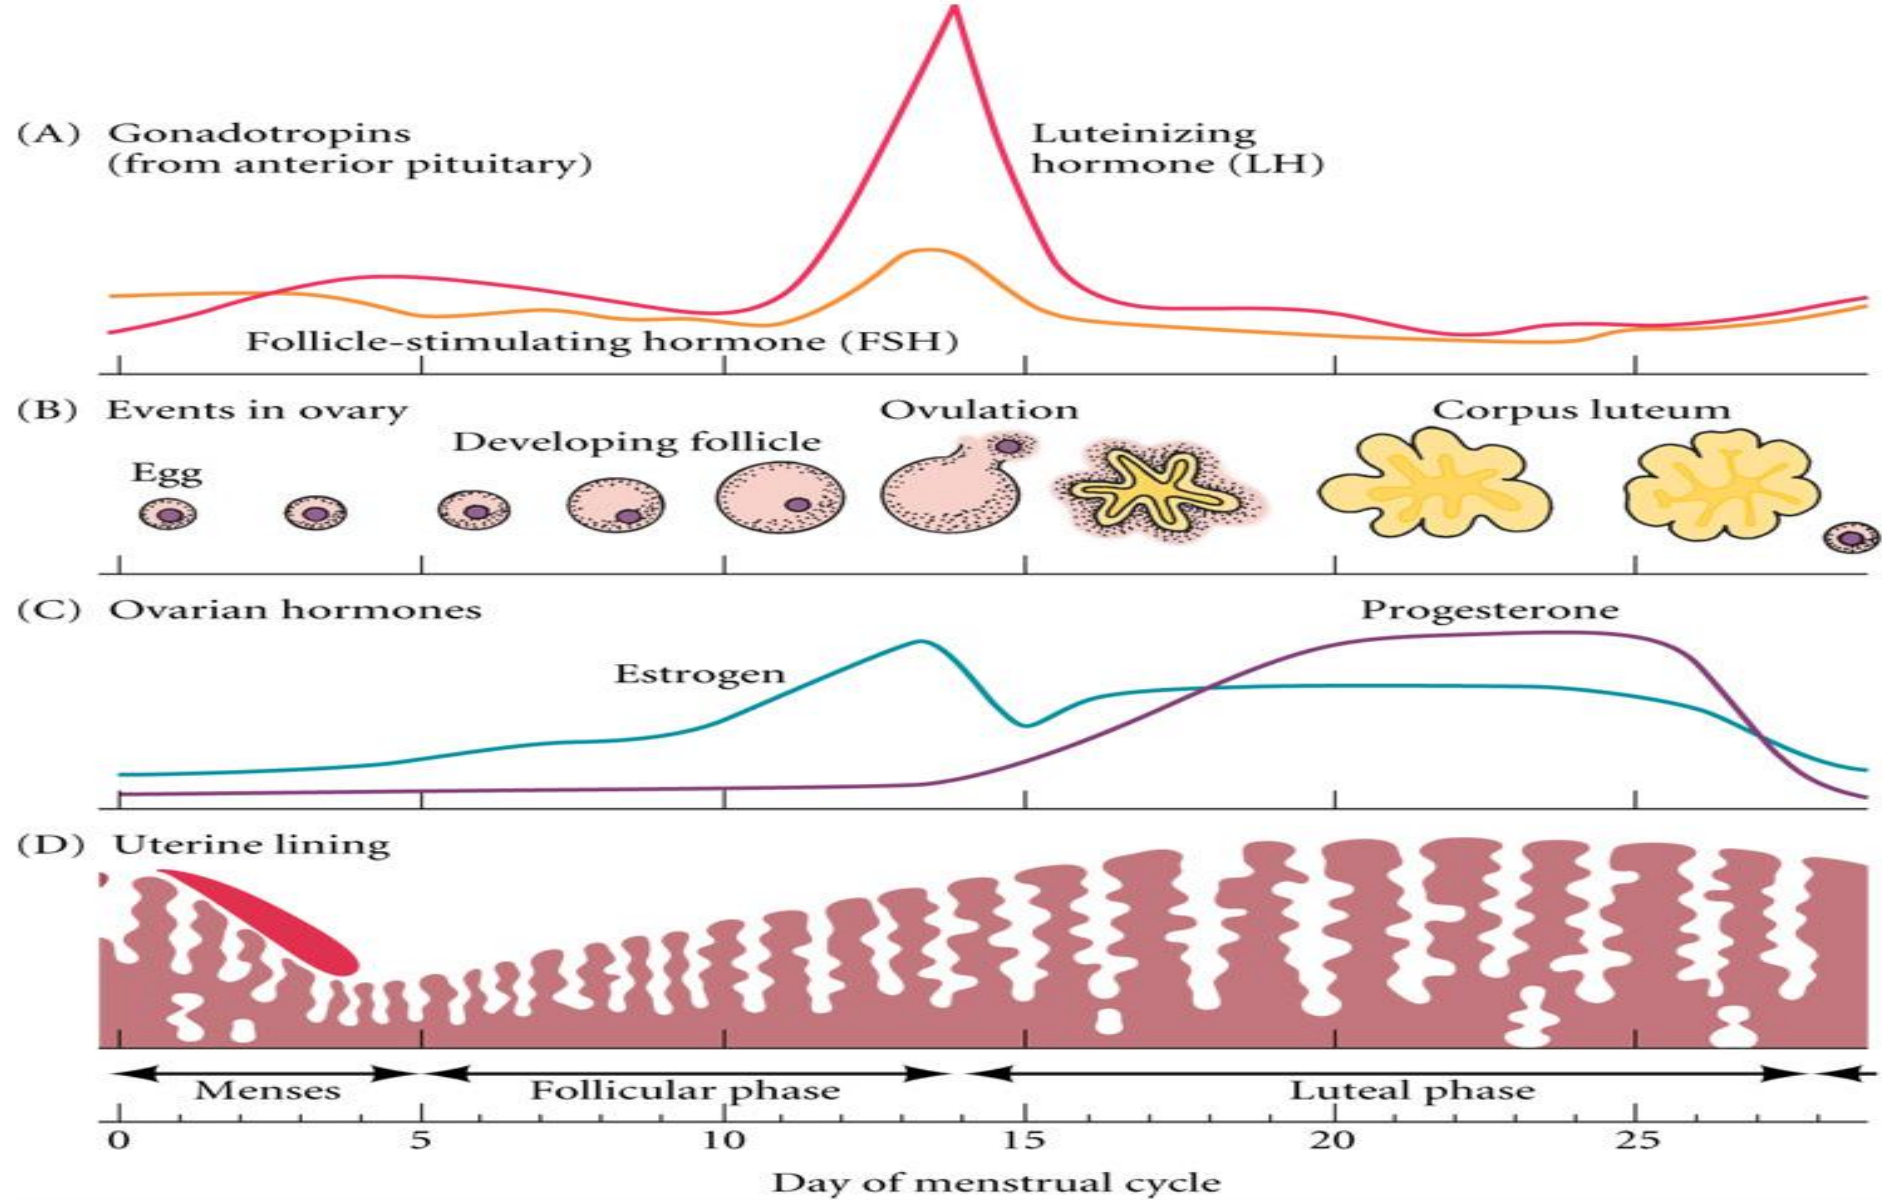 (A) Gonadotropins
(from anterior pituitary)
Luteinizing
hormone (LH)
Follicle-stimulating hormone (FSH)
(B) Events in ovary
Ovulation
Corpus luteum
Developing follicle
Egg
(C) Ovarian hormones
Progesterone
Estrogen
(D) Uterine lining
Menses
Follicular phase
Luteal phase
0 5 10 15 20 25
Day of menstrual cycle